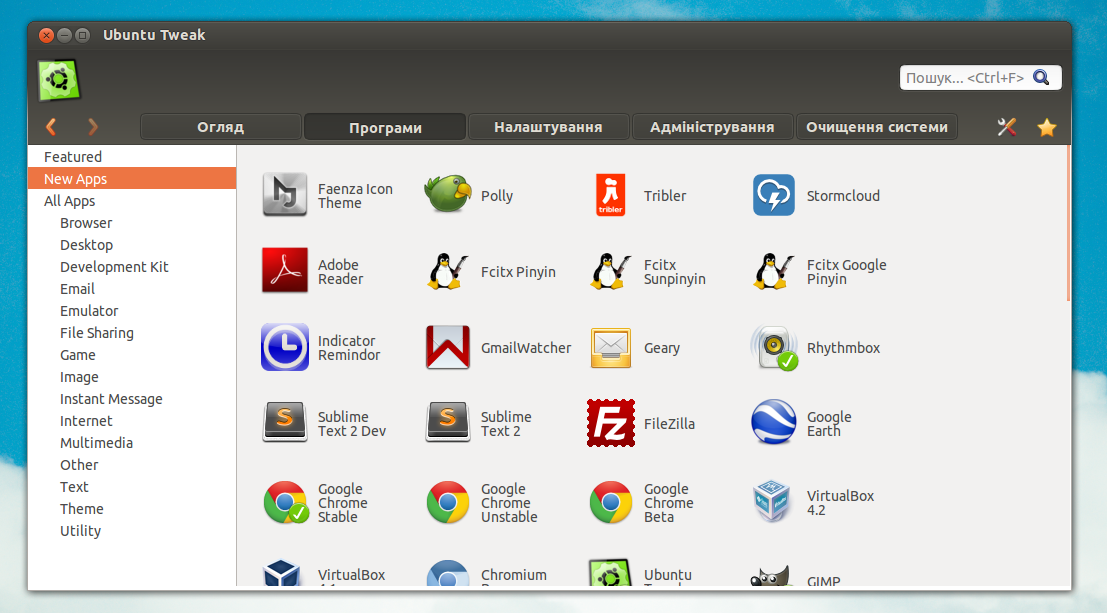 Ubuntu Tweak
Пошук... <Ctrl+F>
Огляд
Програми
Налаштування
Адміністрування
Очищення системи
Featured
New Apps
All Apps
Browser
Desktop
Development Kit
Email
Emulator
File Sharing
Game
Image
Instant Message
Internet
Multimedia
Other
Text
Theme
Utility
Faenza Icon
Theme
Polly
tribler
Tribler
Stormcloud
Adobe
Reader
Fcitx Pinyin
Fcitx
Sunpinyin
Fcitx Google
Pinyin
Indicator
Remindor
GmailWatcher
Geary
Rhythmbox
Sublime
Text 2 Dev
Sublime
Text 2
FZ
FileZilla
Google
Earth
Google
Chrome
Stable
Google
Chrome
Unstable
Google
Chrome
Beta
VirtualBox
4.2
VirtualBox
Chromium
Ubuntu
GIMP